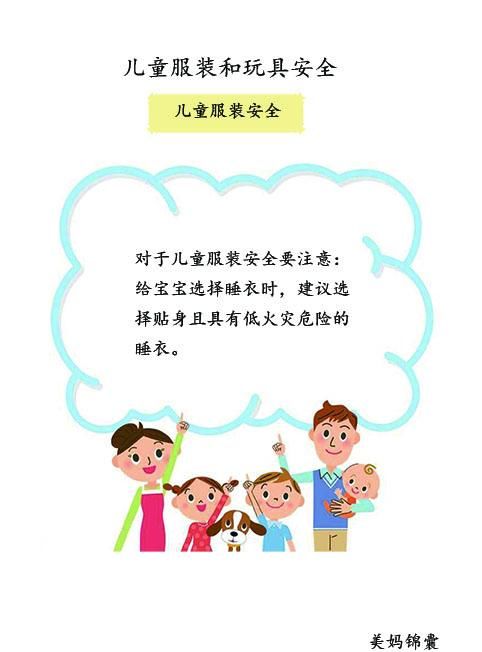 儿童服装和玩具安全
儿童服装安全
对于儿童服装安全要注意：
给宝宝选择睡衣时，建议选
择贴身且具有低火灾危险的
睡衣。
美妈锦囊